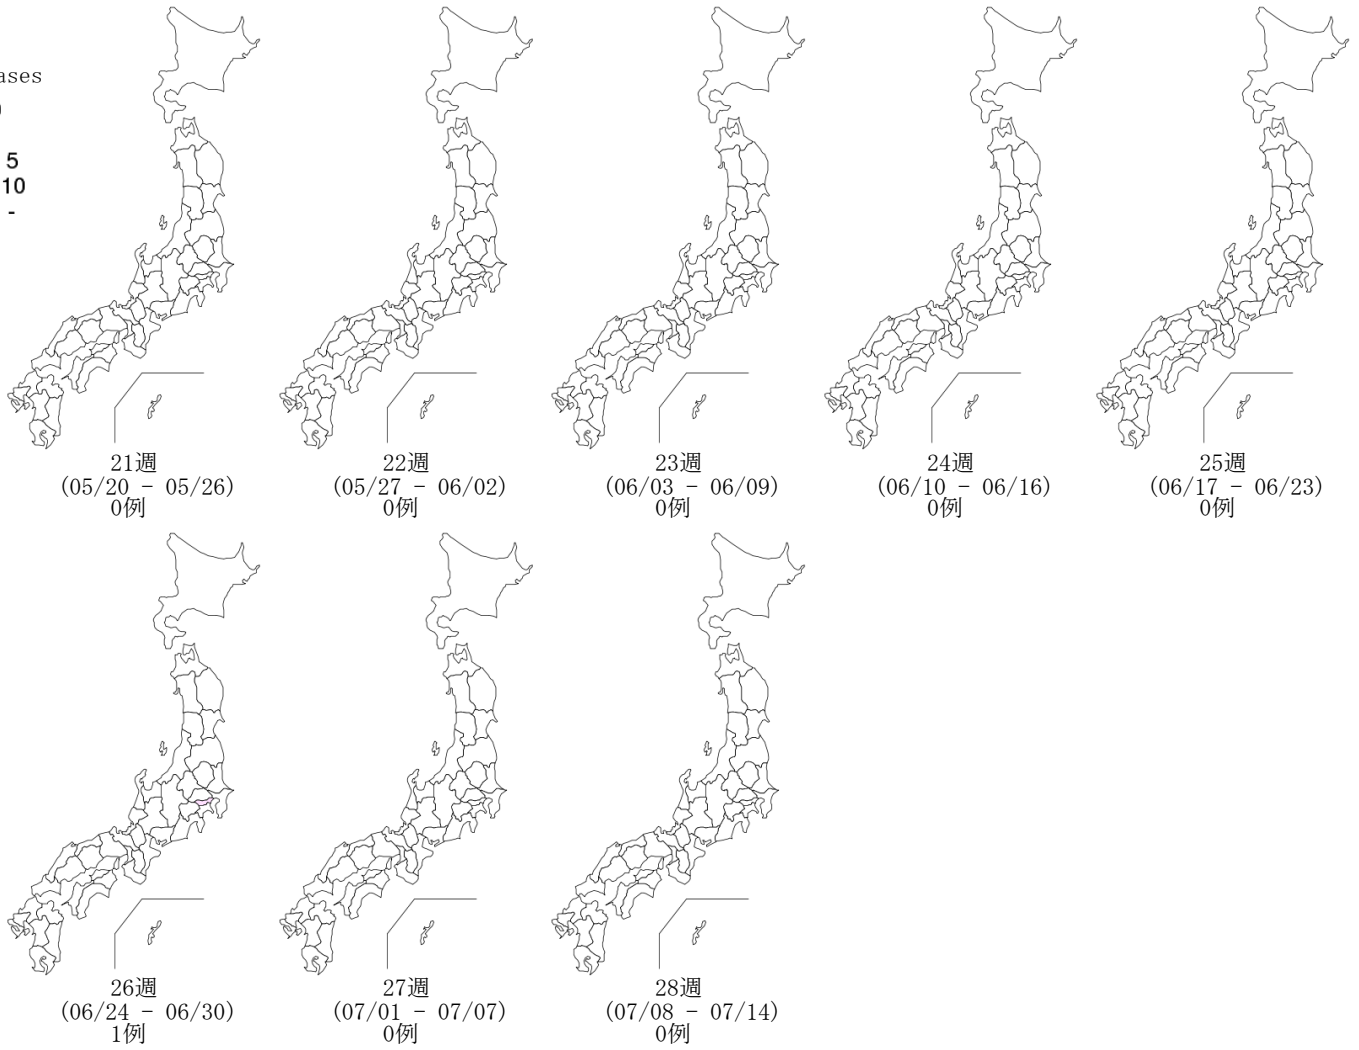 ases
5
10
-
21週
(05/20 - 05/26)
0例
22週
(05/27 - 06/02)
0例
23週
(06/03 - 06/09)
0例
24週
(06/10 - 06/16)
0例
25週
(06/17 - 06/23)
0例
26週
(06/24 - 06/30)
1例
27週
(07/01 - 07/07)
0例
28週
(07/08 - 07/14)
0例